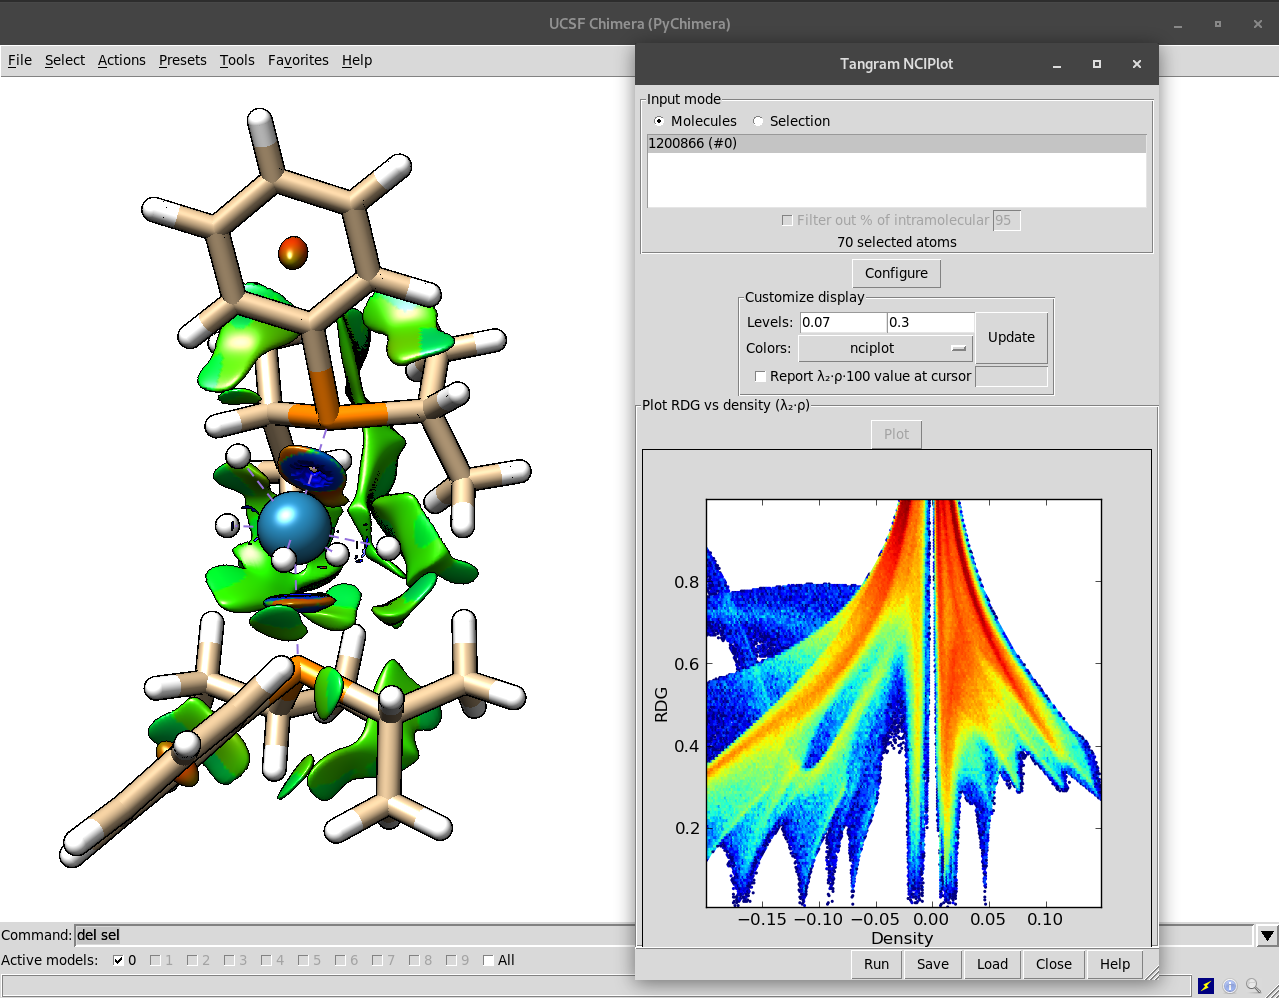 UCSF Chimera (PyChimera)
File Select Actions Presets Tools Favorites Help
Tangram NCIPlot
Input mode
Molecules Selection
1200866 (#0)
Filter out % of intramolecular 95
70 selected atoms
Configure
Customize display
Levels: 0.07 0.3
Update
Colors: nciplot
Report λ₂·ρ·100 value at cursor
Plot RDG vs density (λ₂·ρ)
Plot
0.8
0.6
0.4
0.2
RDG
−0.15 −0.10 −0.05 0.00 0.05 0.10
Density
Run Save Load Close Help
Command: del sel
Active models: 0 1 2 3 4 5 6 7 8 9 All